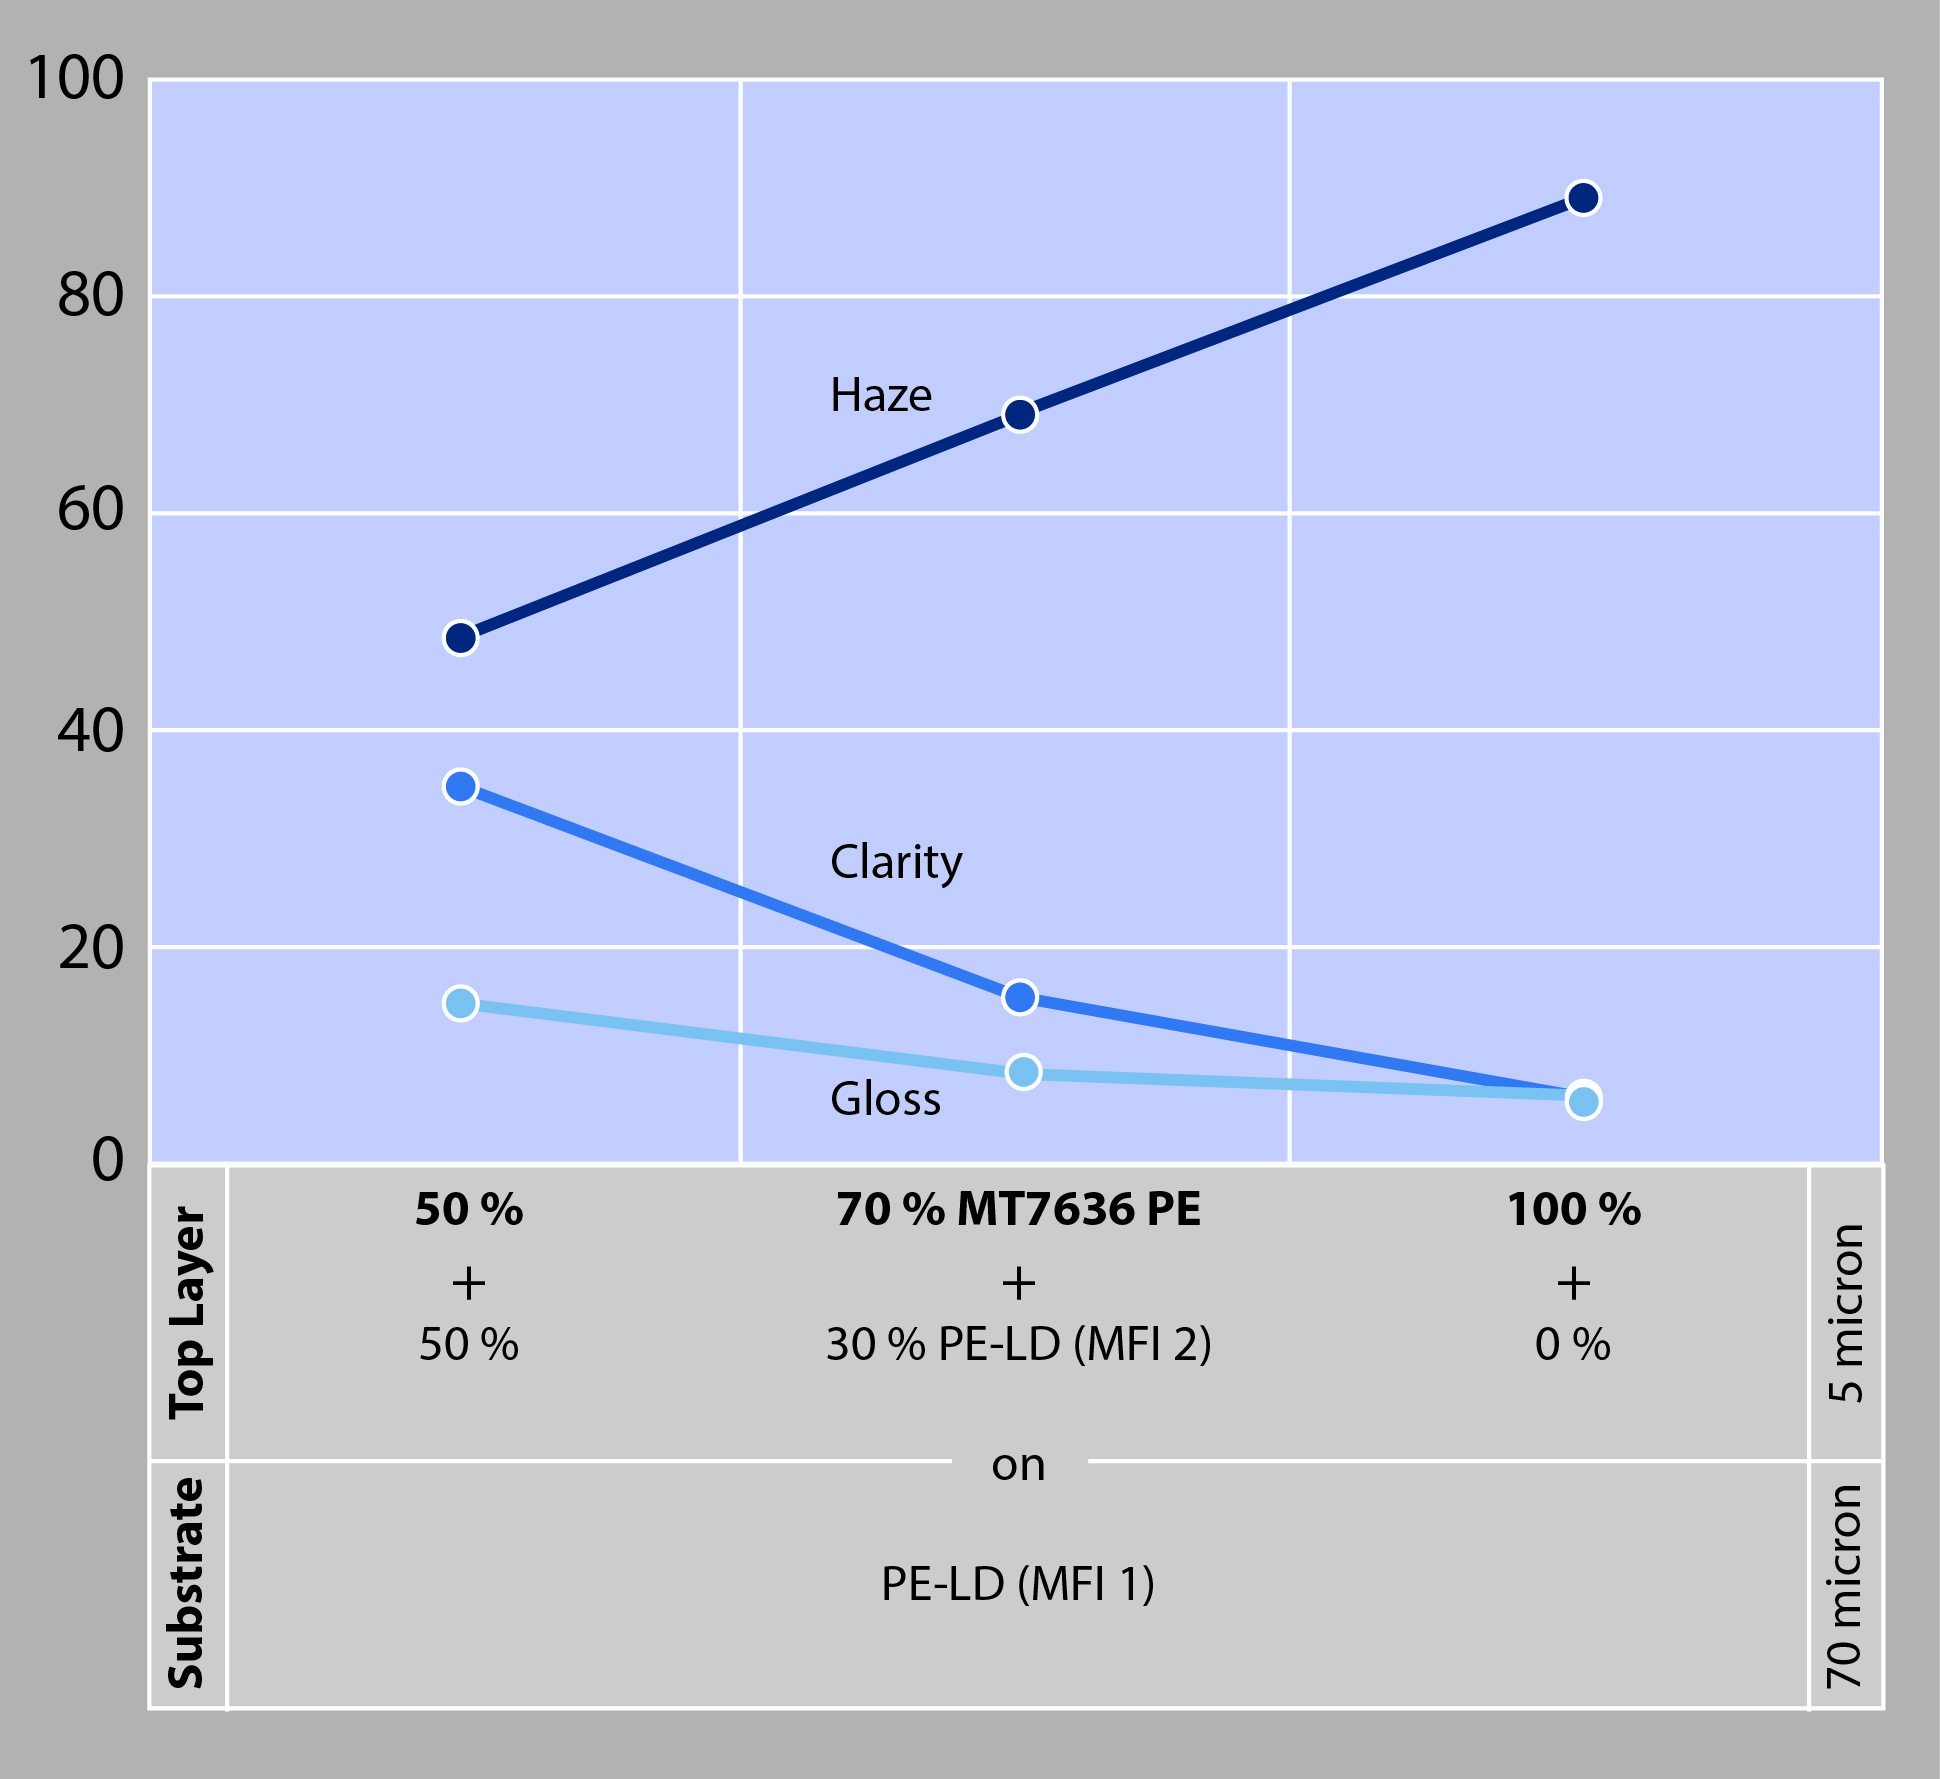 100
80
60
40
20
0
Haze
Clarity
Gloss
Top Layer
50 %
70 % MT7636 PE
100 %
+
+
+
50 %
30 % PE-LD (MFI 2)
0 %
5 micron
on
Substrate
PE-LD (MFI 1)
70 micron